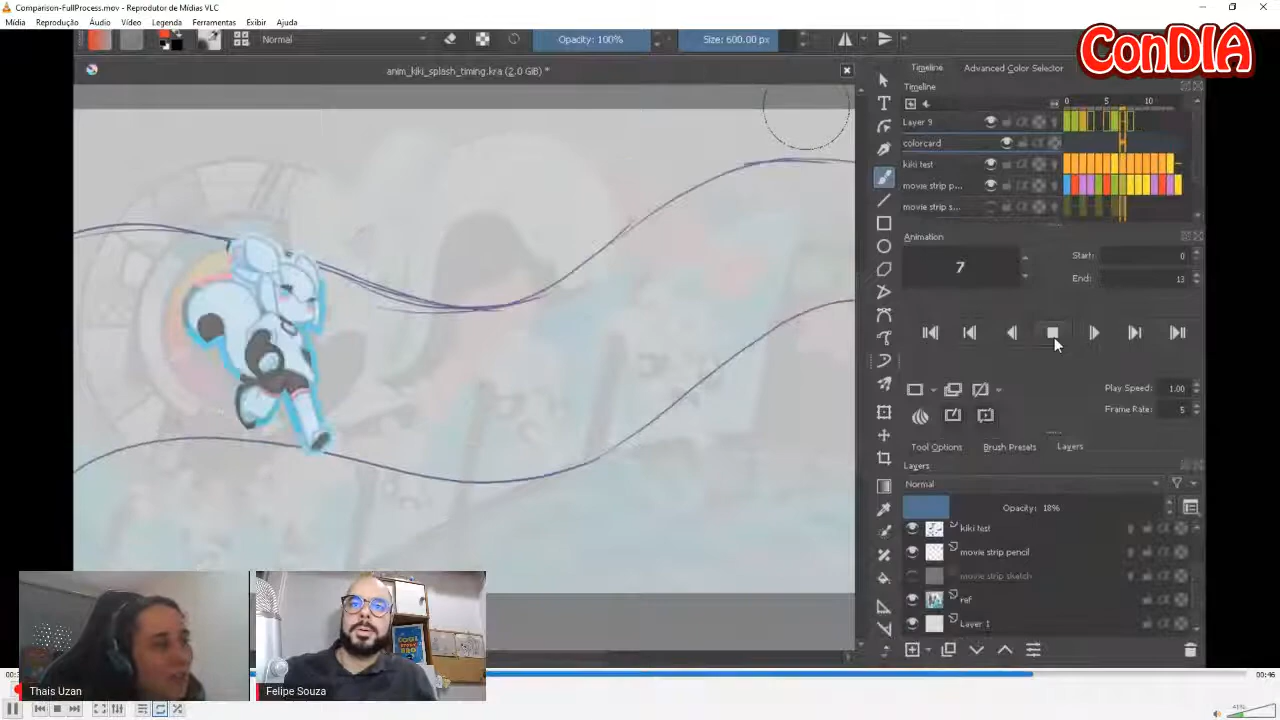 Comparison-FullProcess.mov - Reprodutor de Mídias VLC
Mídia Reprodução Áudio Vídeo Legenda Ferramentas Exibir Ajuda
ConDIA
Normal
Opacity: 100%
Size: 600.00 px
anim_kiki_splash_timing.kra (2.0 GiB) *
Timeline
Advanced Color Selector
Timeline
0 5 10
Layer 9
colorcard
kiki test
movie strip p...
movie strip s...
Animation
7
Start: 0
End: 13
Play Speed: 1.00
Frame Rate: 5
Tool Options Brush Presets Layers
Layers
Normal
Opacity: 18%
kiki test
movie strip pencil
movie strip sketch
ref
Layer 1
00:46
Thais Uzan
Felipe Souza
41%